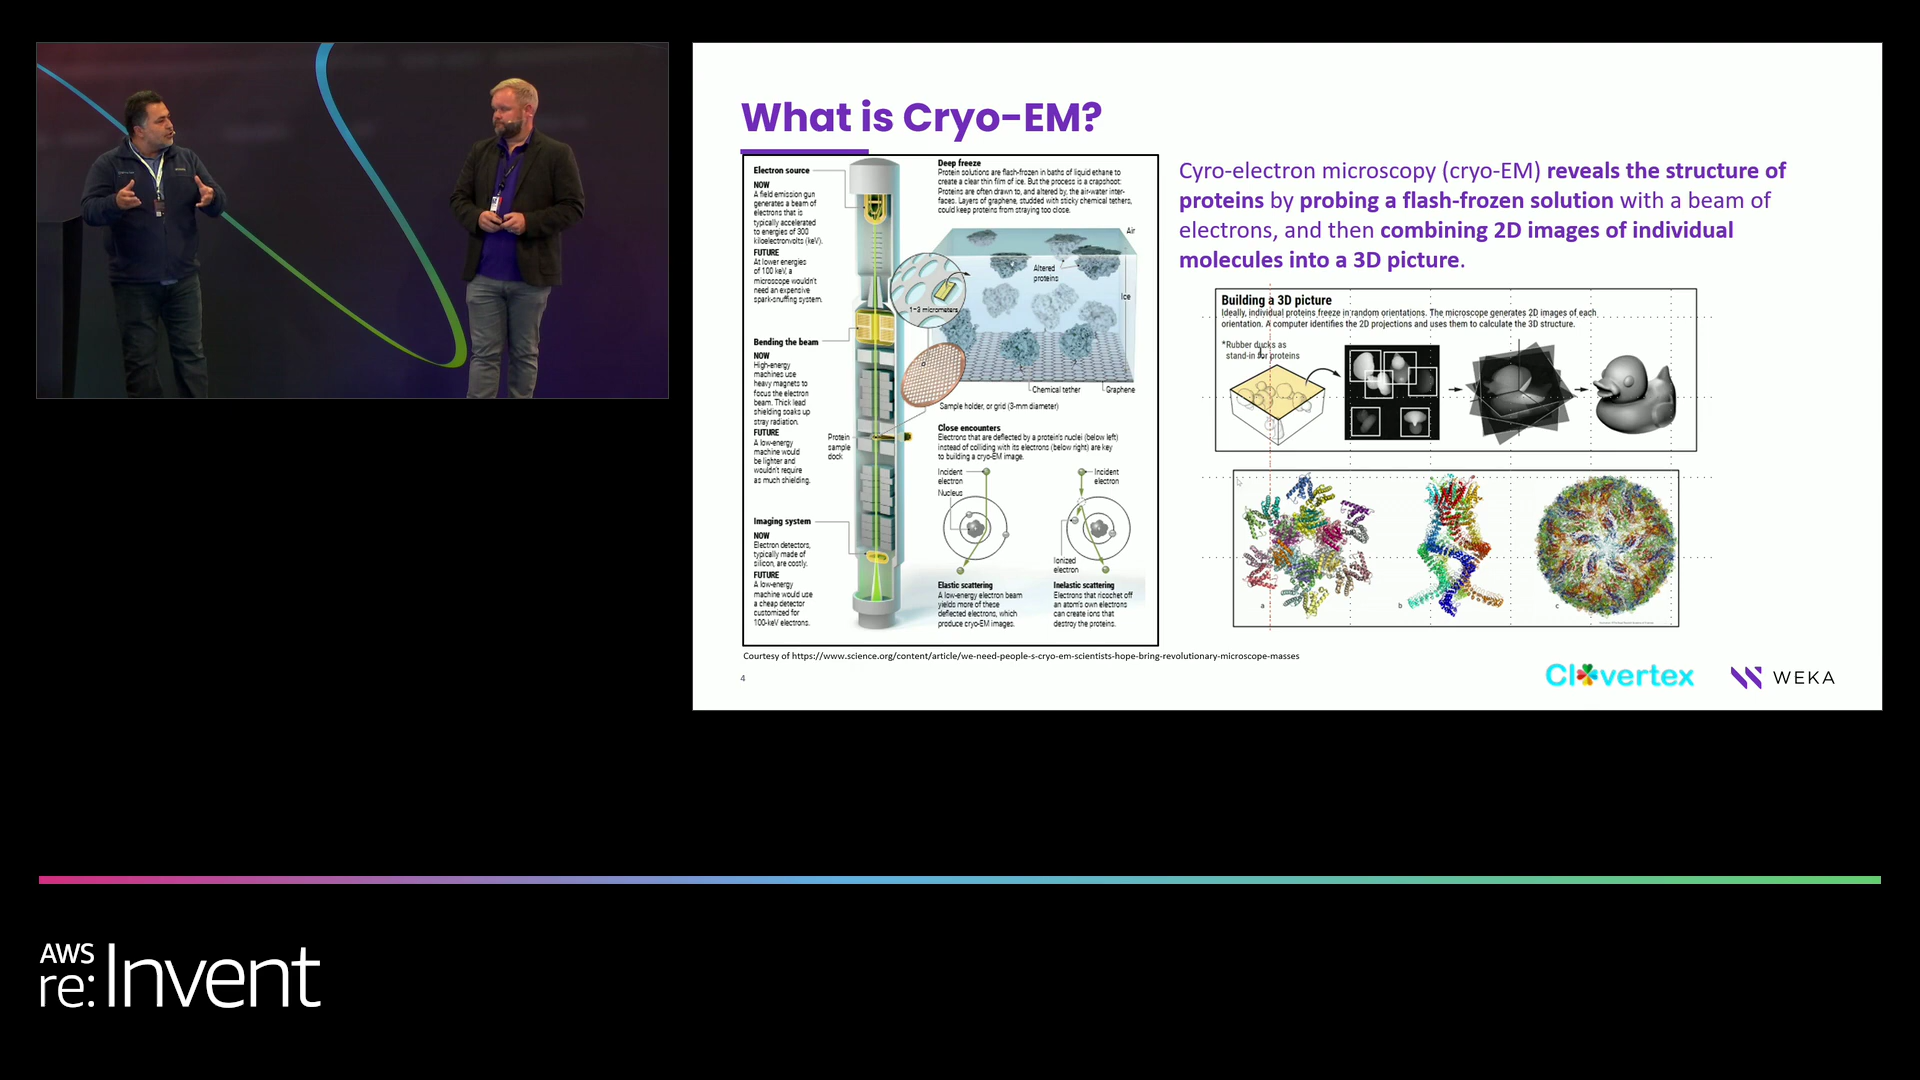 What is Cryo-EM?
Electron source
NOW
A field emission gun
generates a beam of
electrons that is
typically accelerated
to energies of 300
kiloelectronvolts (keV).
FUTURE
At lower energies
of 100 keV, a
microscope wouldn't
need an expensive
spark-snuffing system.
Bending the beam
NOW
High-energy
machines use
heavy magnets to
focus the electron
beam. Thick lead
shielding soaks up
stray radiation.
FUTURE
A low-energy
machine would
be lighter and
wouldn't require
as much shielding.
Imaging system
NOW
Electron detectors,
typically made of
silicon, are costly.
FUTURE
A low-energy
machine would use
a cheap detector
customized for
100-keV electrons.
Protein
sample
dock
Deep freeze
Protein solutions are flash-frozen in baths of liquid ethane to
create a clear thin film of ice. But the process is a crapshoot:
Proteins are often drawn to, and altered by, the air-water inter-
faces. Layers of graphene, studded with sticky chemical tethers,
could keep proteins from straying too close.
Air
Altered
proteins
Ice
1–3 micrometers
Chemical tether
Graphene
Sample holder, or grid (3-mm diameter)
Close encounters
Electrons that are deflected by a protein's nuclei (below left)
instead of colliding with its electrons (below right) are key
to building a cryo-EM image.
Incident
electron
Nucleus
Incident
electron
Ionized
electron
Elastic scattering
A low-energy electron beam
yields more of these
deflected electrons, which
produce cryo-EM images.
Inelastic scattering
Electrons that ricochet off
an atom's own electrons
can create ions that
destroy the proteins.
Courtesy of https://www.science.org/content/article/we-need-people-s-cryo-em-scientists-hope-bring-revolutionary-microscope-masses
4
Cyro-electron microscopy (cryo-EM) reveals the structure of
proteins by probing a flash-frozen solution with a beam of
electrons, and then combining 2D images of individual
molecules into a 3D picture.
Building a 3D picture
Ideally, individual proteins freeze in random orientations. The microscope generates 2D images of each
orientation. A computer identifies the 2D projections and uses them to calculate the 3D structure.
*Rubber ducks as
stand-in for proteins
a
b
c
Clovertex
WEKA
AWS
re:Invent